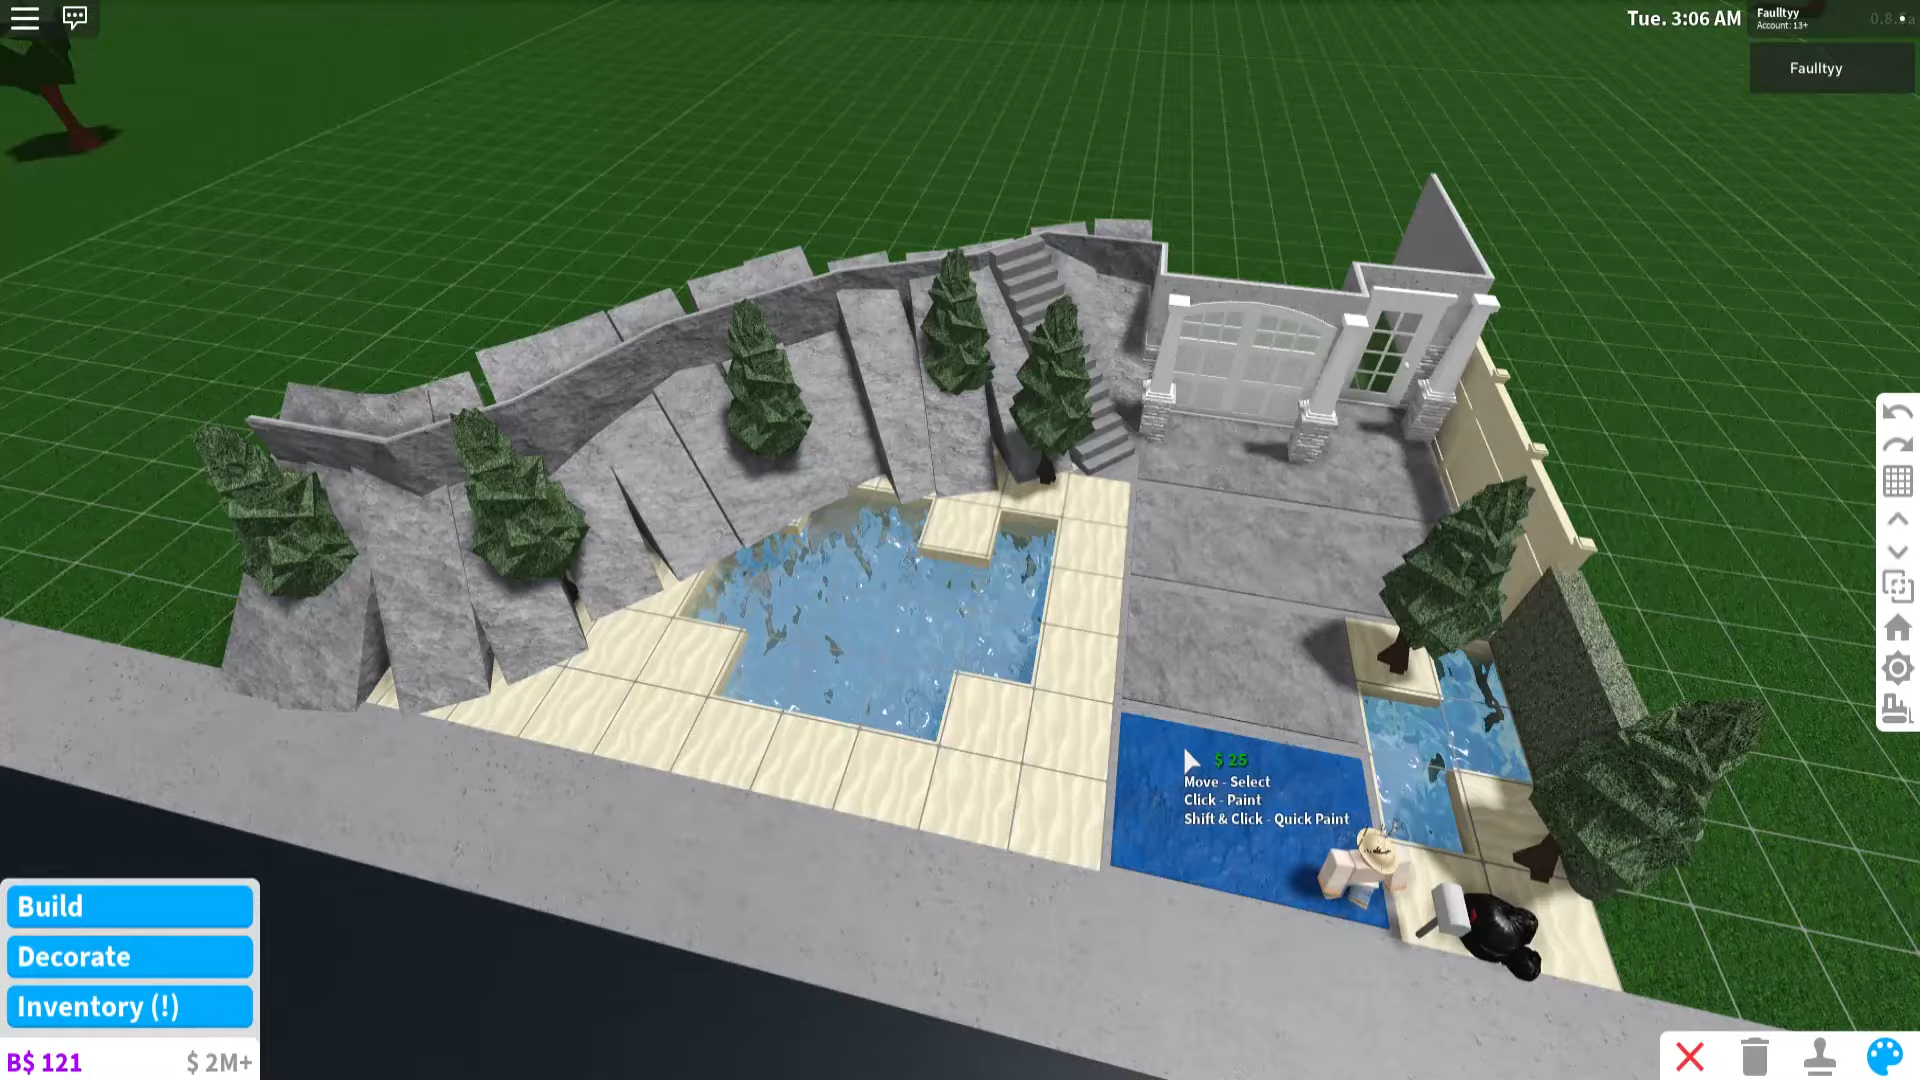 Tue. 3:06 AM
Faulltyy
Account: 13+
Faulltyy
$ 25
Move - Select
Click - Paint
Shift & Click - Quick Paint
Build
Decorate
Inventory (!)
B$ 121
$ 2M+